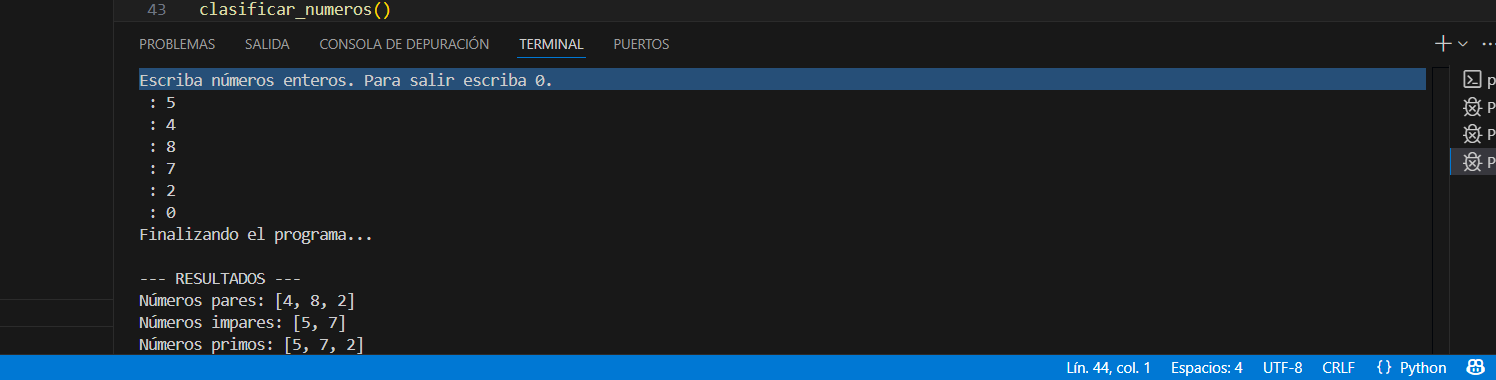 43 clasificar_numeros()
PROBLEMAS SALIDA CONSOLA DE DEPURACIÓN TERMINAL PUERTOS
Escriba números enteros. Para salir escriba 0.
: 5
: 4
: 8
: 7
: 2
: 0
Finalizando el programa...
--- RESULTADOS ---
Números pares: [4, 8, 2]
Números impares: [5, 7]
Números primos: [5, 7, 2]
Lín. 44, col. 1 Espacios: 4 UTF-8 CRLF {} Python